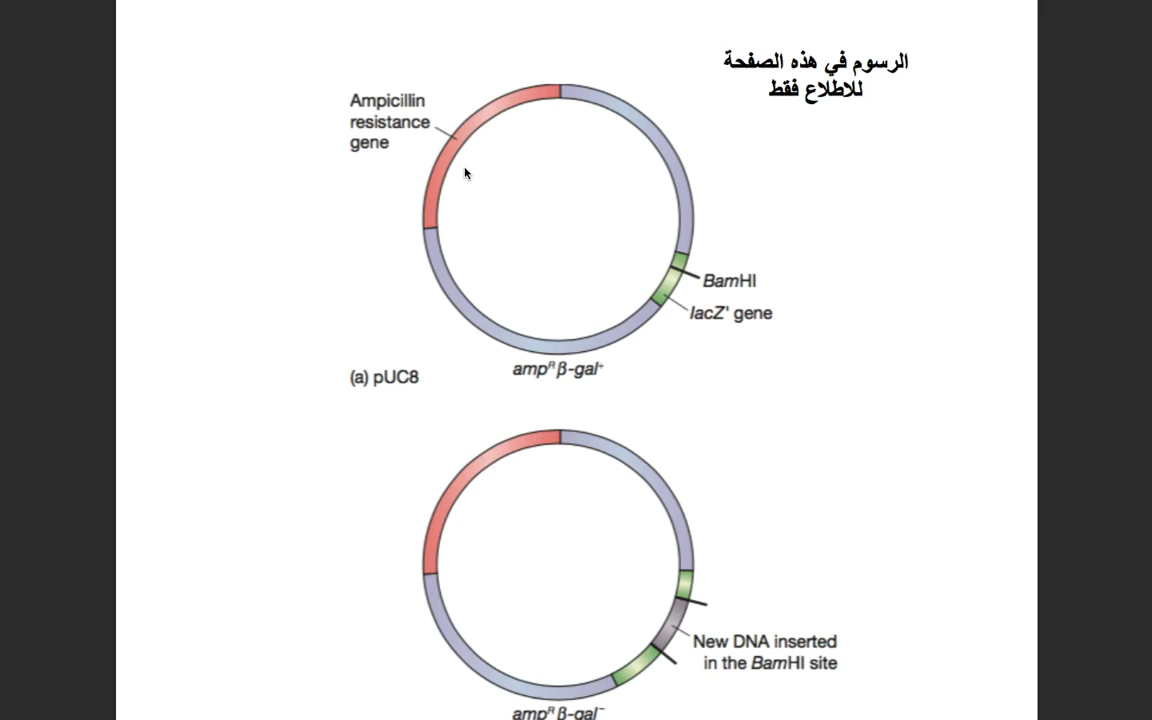 الرسوم في هذه الصفحة
للاطلاع فقط
Ampicillin
resistance
gene
BamHI
lacZ' gene
ampᴿ β-gal⁺
(a) pUC8
New DNA inserted
in the BamHI site
ampᴿ β-gal⁻